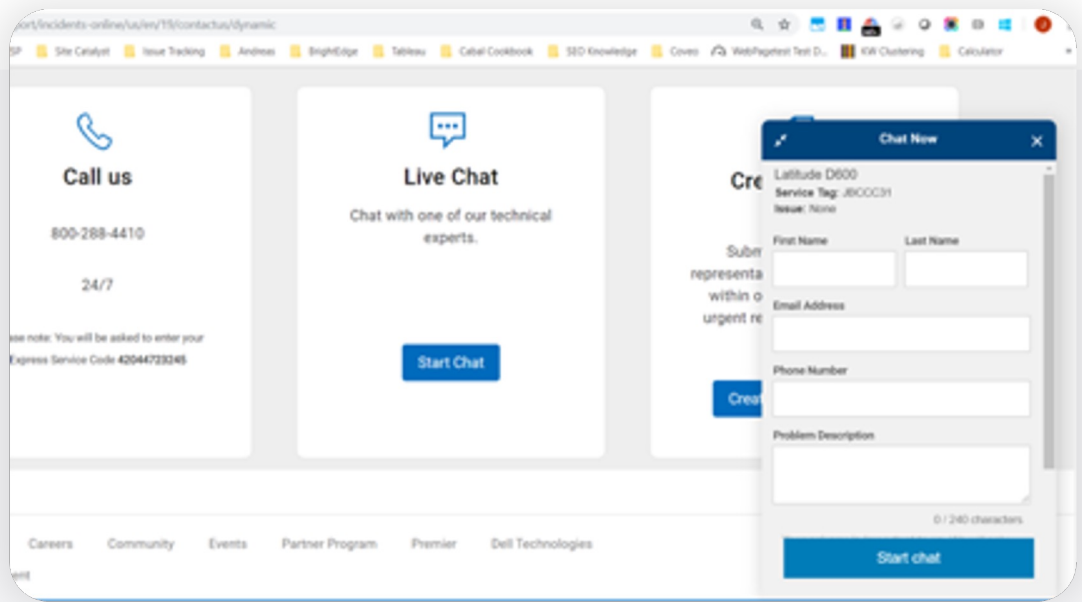 ort/incidents-online/us/en/19/contactus/dynamic
SP Site Catalyst Issue Tracking Andreas BrightEdge Tableau Cabal Cookbook SEO Knowledge Coveo WebPagetest Test D... KW Clustering Calculator
Call us
800-288-4410
24/7
ase note: You will be asked to enter your
Express Service Code 42044723245
Live Chat
Chat with one of our technical
experts.
Start Chat
Cre
Subm
representa
within o
urgent re
Creat
Chat Now
Latitude D600
Service Tag: JBCCC31
Issue: None
First Name Last Name
Email Address
Phone Number
Problem Description
0 / 240 characters
Start chat
Careers Community Events Partner Program Premier Dell Technologies
ent